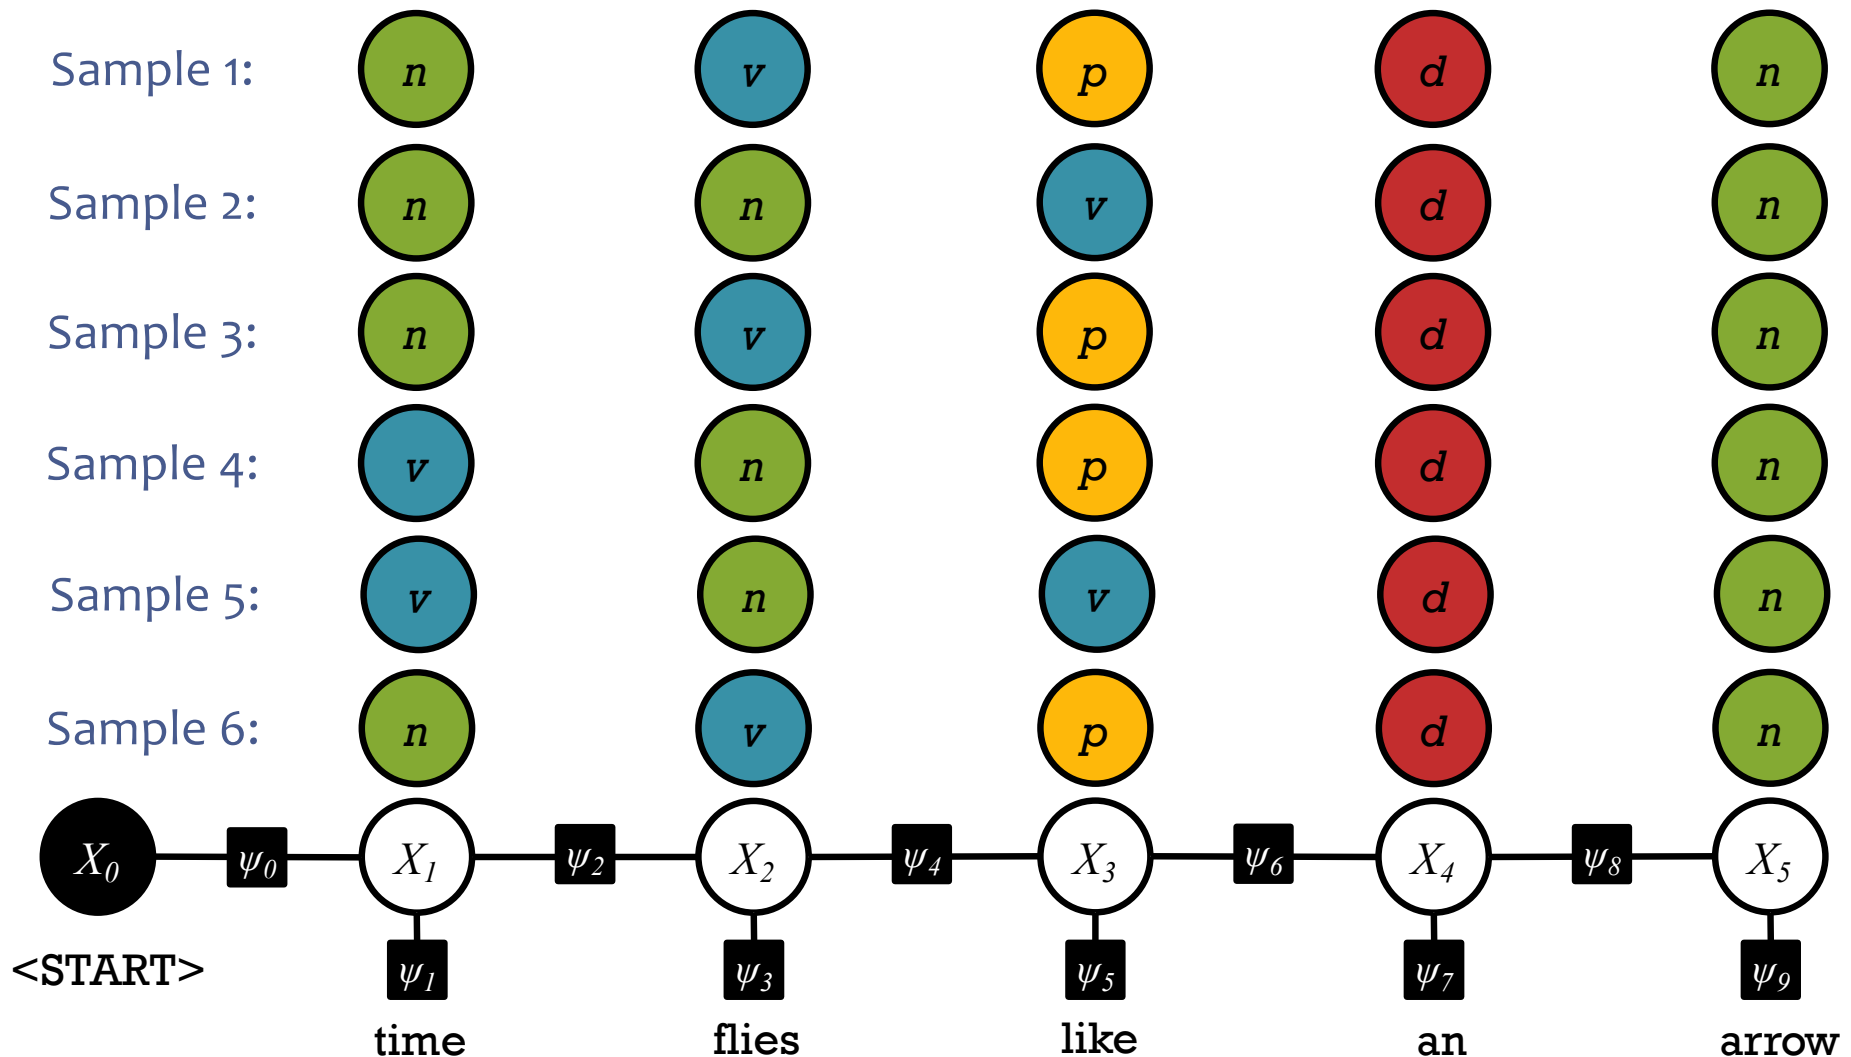 Sample 1: n v p d n
Sample 2: n n v d n
Sample 3: n v p d n
Sample 4: v n p d n
Sample 5: v n v d n
Sample 6: n v p d n
X0 ψ0 X1 ψ2 X2 ψ4 X3 ψ6 X4 ψ8 X5
<START> ψ1 ψ3 ψ5 ψ7 ψ9
time flies like an arrow